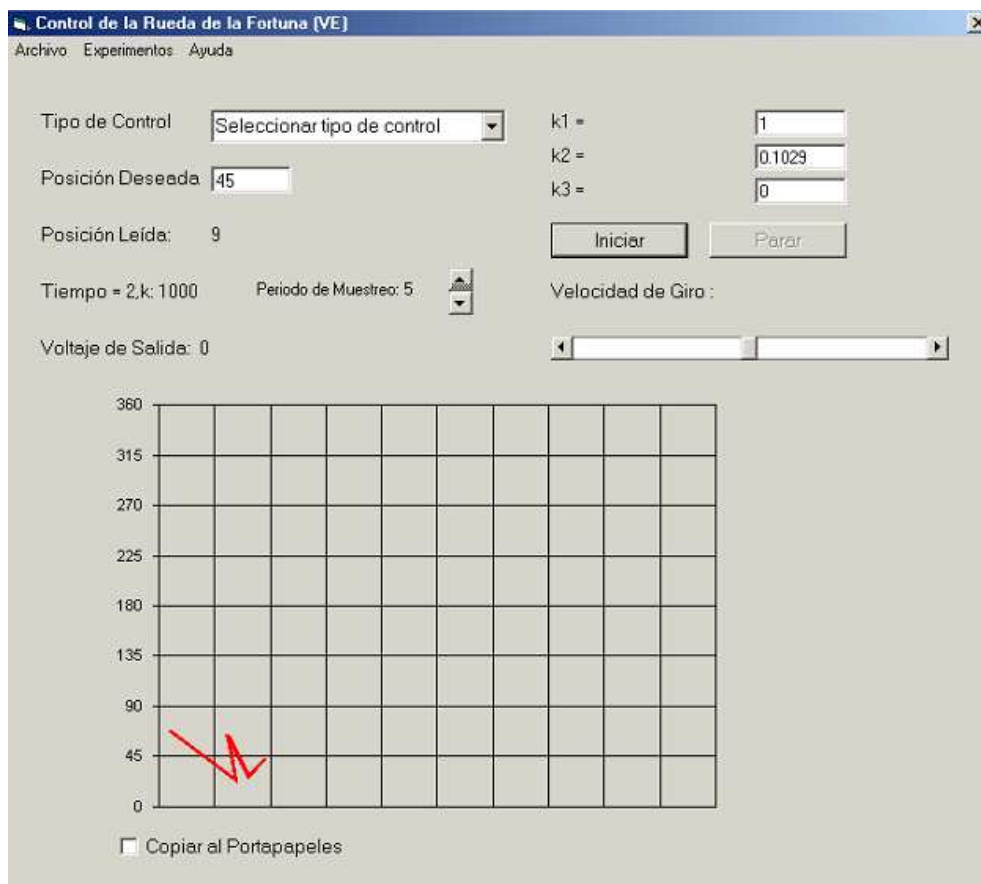 Control de la Rueda de la Fortuna (VE)
Archivo Experimentos Ayuda
Tipo de Control Seleccionar tipo de control
k1 = 1
k2 = 0.1029
Posición Deseada 45
k3 = 0
Posición Leída: 9
Iniciar Parar
Tiempo = 2,k: 1000 Periodo de Muestreo: 5
Velocidad de Giro :
Voltaje de Salida: 0
360
315
270
225
180
135
90
45
0
Copiar al Portapapeles